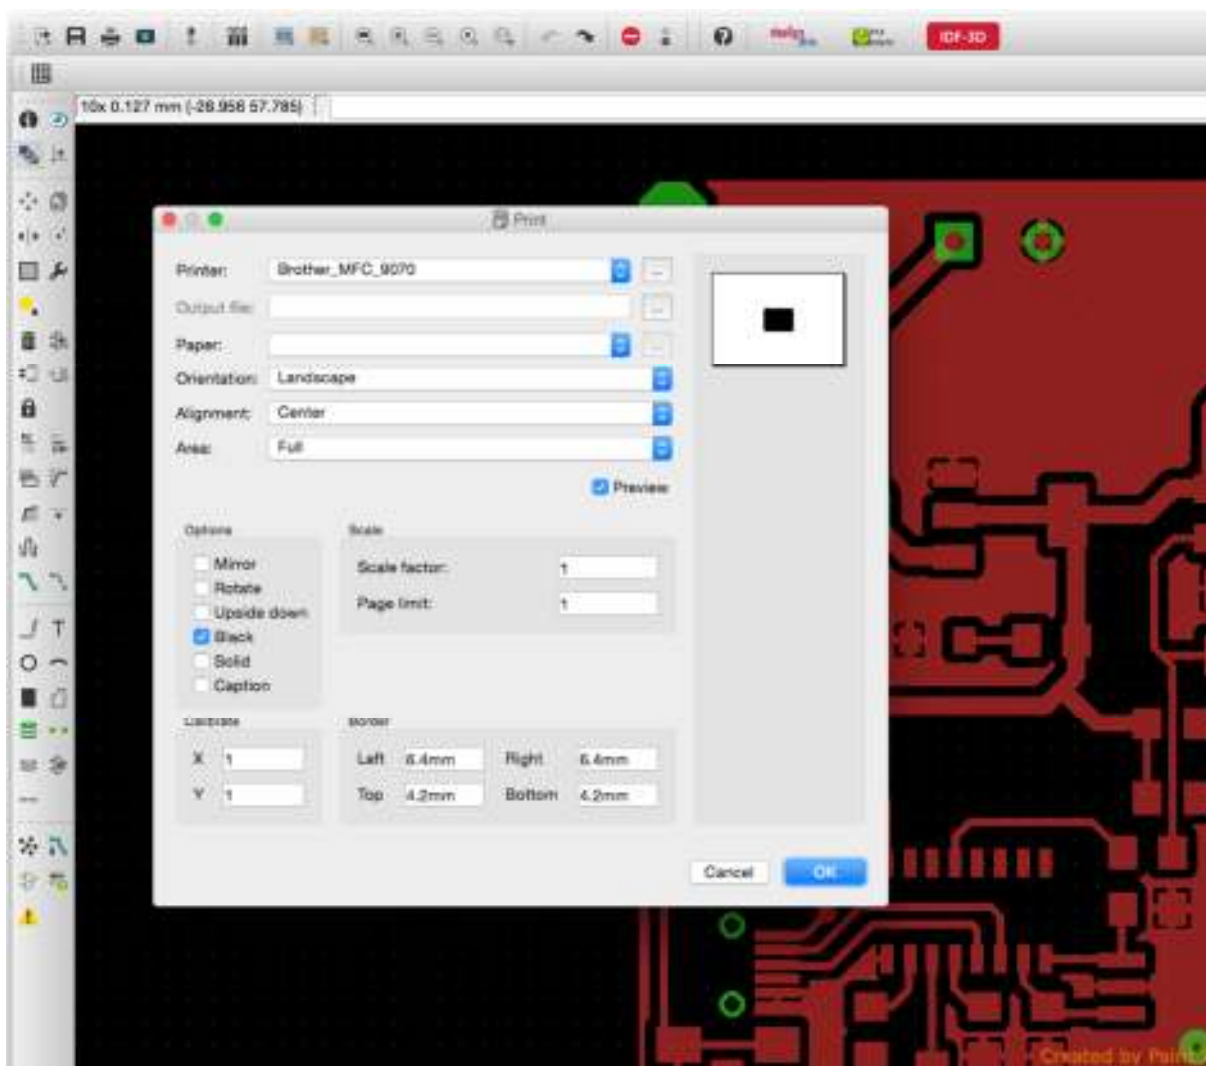 IDF-3D
10x 0.127 mm (-26.956 57.785)
Print
Printer: Brother_MFC_9070
Output file:
Paper:
Orientation: Landscape
Alignment: Center
Area: Full
Preview
Options
Mirror
Rotate
Upside down
Black
Solid
Caption
Scale
Scale factor: 1
Page limit: 1
Calibrate
X 1
Y 1
Border
Left 6.4mm Right 6.4mm
Top 4.2mm Bottom 4.2mm
Cancel OK
Created by Paint